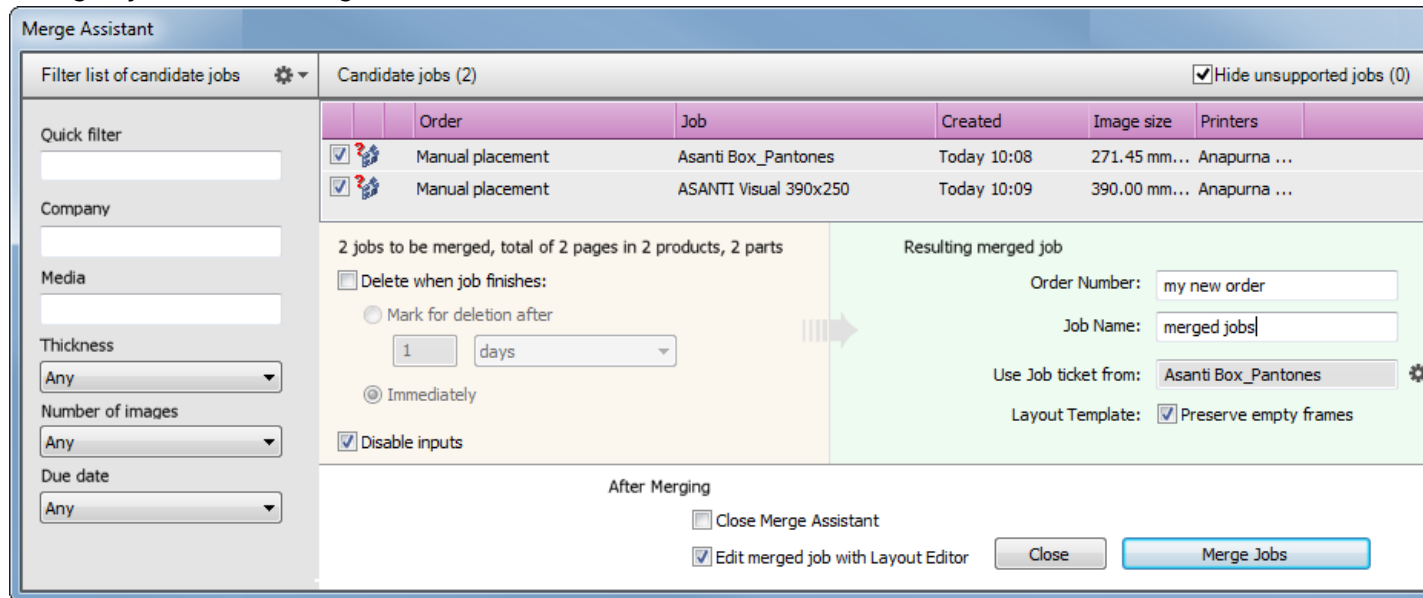 Merge Assistant
Filter list of candidate jobs
Candidate jobs (2)
Hide unsupported jobs (0)
Quick filter
Company
Media
Thickness
Any
Number of images
Any
Due date
Any
Order Job Created Image size Printers
Manual placement Asanti Box_Pantones Today 10:08 271.45 mm... Anapurna ...
Manual placement ASANTI Visual 390x250 Today 10:09 390.00 mm... Anapurna ...
2 jobs to be merged, total of 2 pages in 2 products, 2 parts
Delete when job finishes:
Mark for deletion after
1 days
Immediately
Disable inputs
Resulting merged job
Order Number: my new order
Job Name: merged jobs
Use Job ticket from: Asanti Box_Pantones
Layout Template: Preserve empty frames
After Merging
Close Merge Assistant
Edit merged job with Layout Editor
Close
Merge Jobs